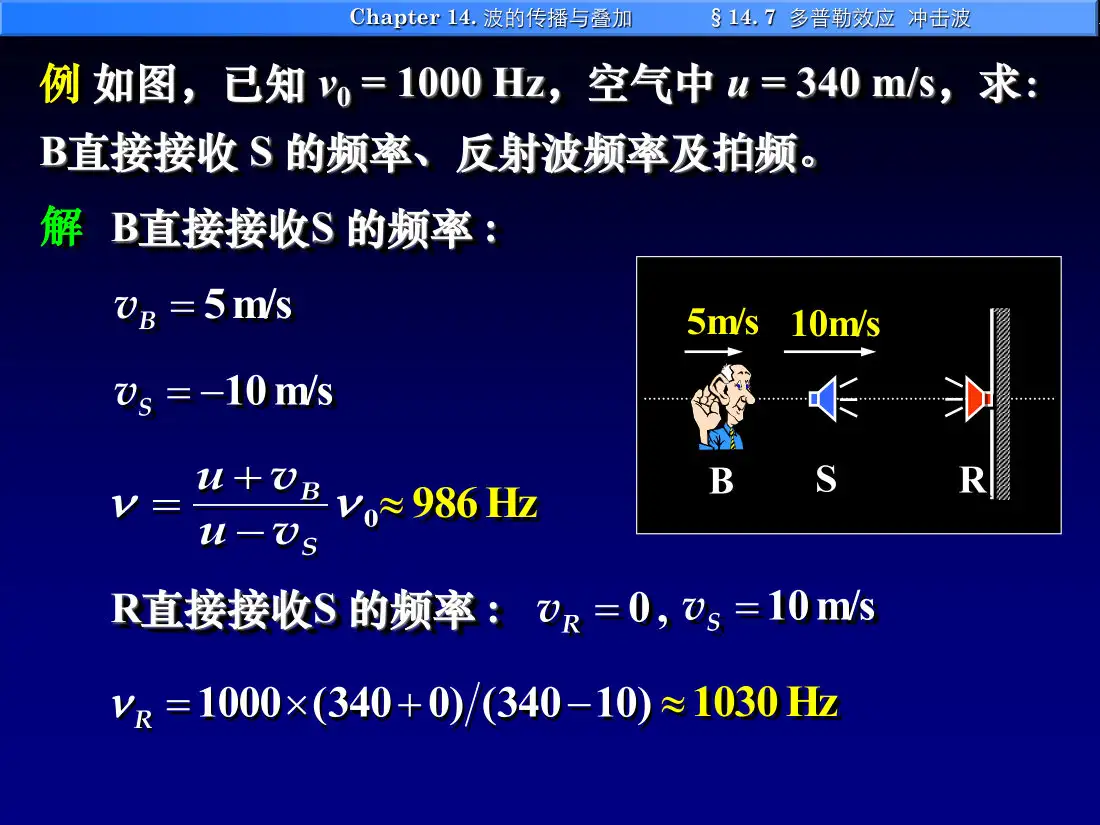 Chapter 14. 波的传播与叠加 §14. 7 多普勒效应 冲击波
例 如图，已知 ν0 = 1000 Hz，空气中 u = 340 m/s，求：
B直接接收 S 的频率、反射波频率及拍频。
解 B直接接收S 的频率：
vB = 5 m/s
vS = −10 m/s
ν = (u + vB)/(u − vS) ν0 ≈ 986 Hz
5m/s 10m/s
B S R
R直接接收S 的频率： vR = 0 , vS = 10 m/s
νR = 1000×(340 + 0)/(340 − 10) ≈ 1030 Hz